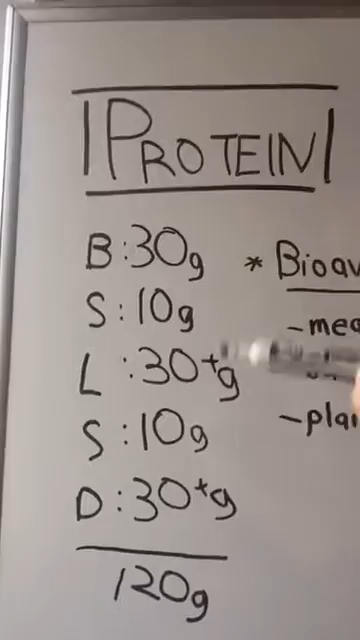 PROTEIN
B:30g
S:10g
L:30+g
S:10g
D:30+g
120g
* Bioav
-mea
-plan